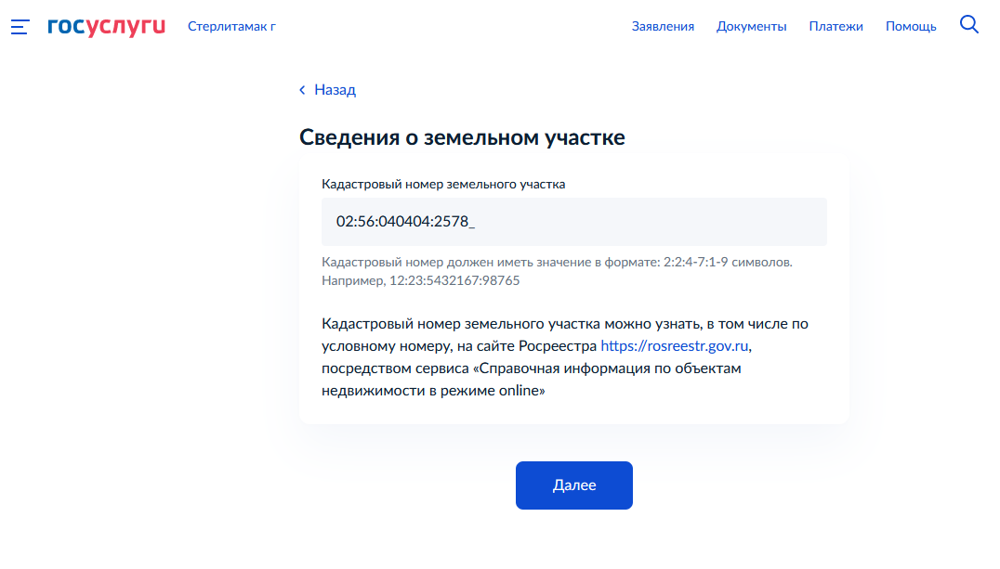 госуслуги Стерлитамак г Заявления Документы Платежи Помощь
Назад
Сведения о земельном участке
Кадастровый номер земельного участка
02:56:040404:2578_
Кадастровый номер должен иметь значение в формате: 2:2:4-7:1-9 символов.
Например, 12:23:5432167:98765
Кадастровый номер земельного участка можно узнать, в том числе по
условному номеру, на сайте Росреестра https://rosreestr.gov.ru,
посредством сервиса «Справочная информация по объектам
недвижимости в режиме online»
Далее